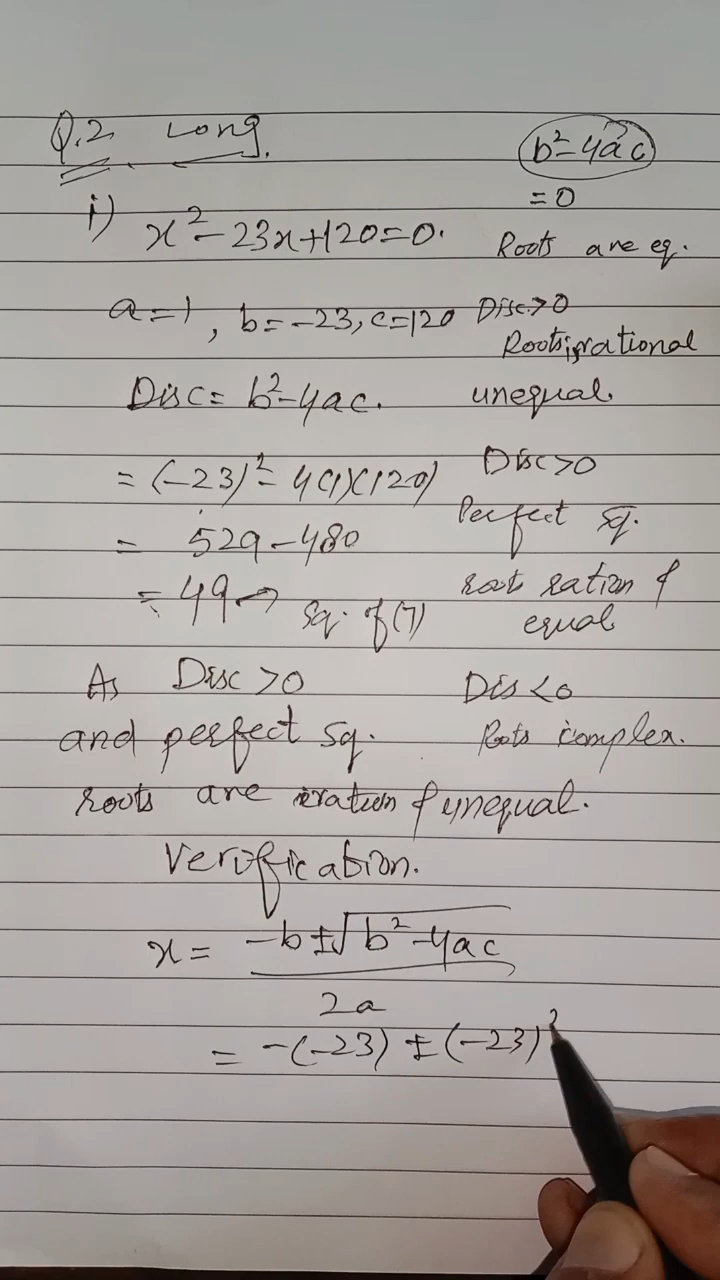 Q.2 Long.
b²-4ac
= 0
Roots are eq.
i) x² - 23x + 120 = 0.
a = 1, b = -23, c = 120
Disc > 0
Roots irrational
unequal.
Disc = b² - 4ac.
= (-23)² - 4(1)(120)
= 529 - 480
= 49 → Sq. of (7)
Disc > 0
Perfect Sq.
root ration &
equal
As Disc > 0
and perfect Sq.
roots are & unequal.
Dis < 0
Roots complex.
Verification.
x = -b ± √b² - 4ac
2a
= -(-23) ± (-23)²